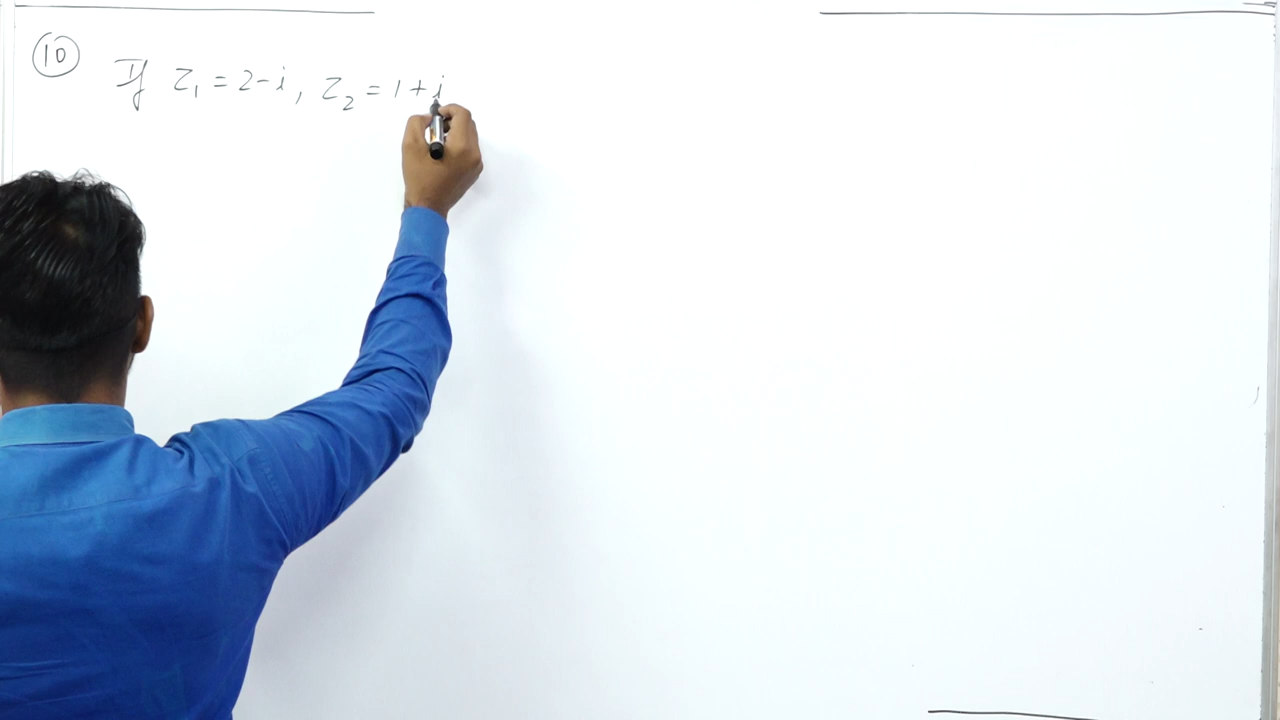 10 If z₁ = 2 - i, z₂ = 1 + i